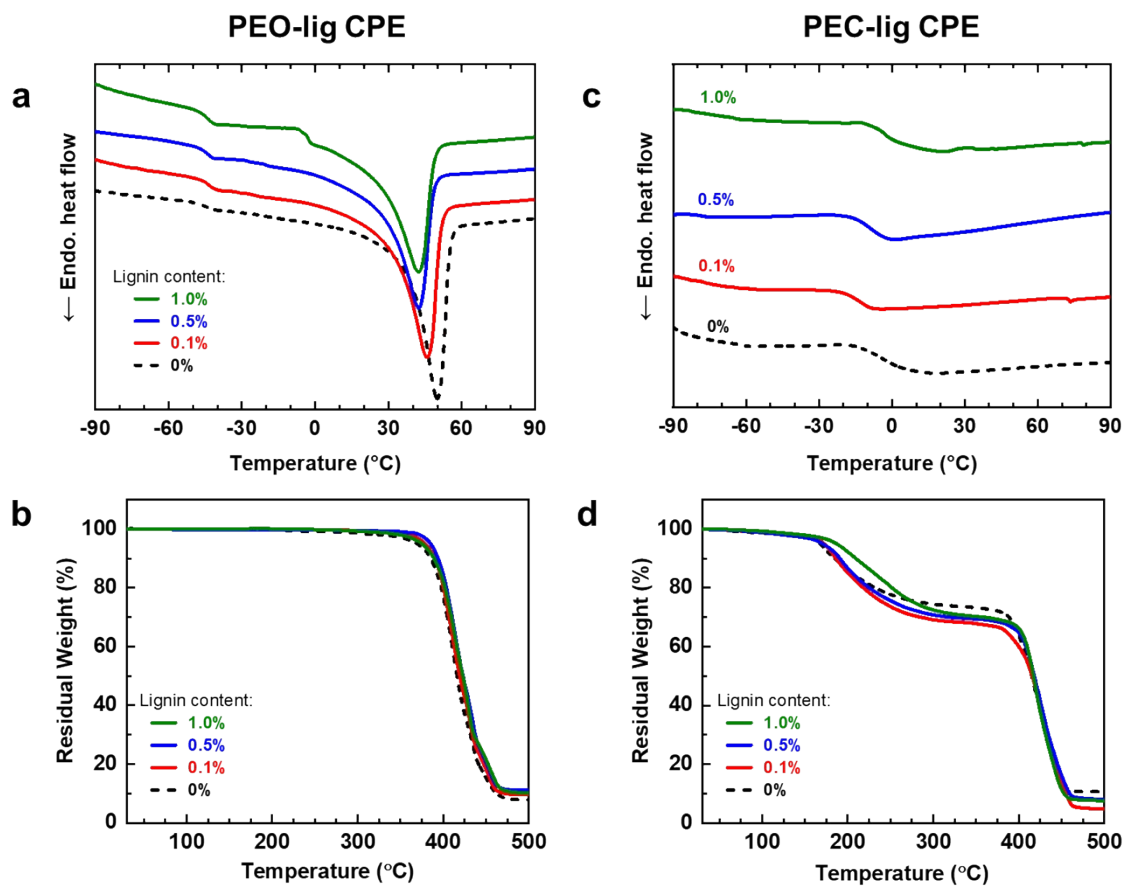 PEO-lig CPE
PEC-lig CPE
a
← Endo. heat flow
Lignin content:
1.0%
0.5%
0.1%
0%
-90 -60 -30 0 30 60 90
Temperature (°C)
c
← Endo. heat flow
1.0%
0.5%
0.1%
0%
-90 -60 -30 0 30 60 90
Temperature (°C)
b
Residual Weight (%)
100
80
60
40
20
0
Lignin content:
1.0%
0.5%
0.1%
0%
100 200 300 400 500
Temperature (°C)
d
Residual Weight (%)
100
80
60
40
20
0
Lignin content:
1.0%
0.5%
0.1%
0%
100 200 300 400 500
Temperature (°C)